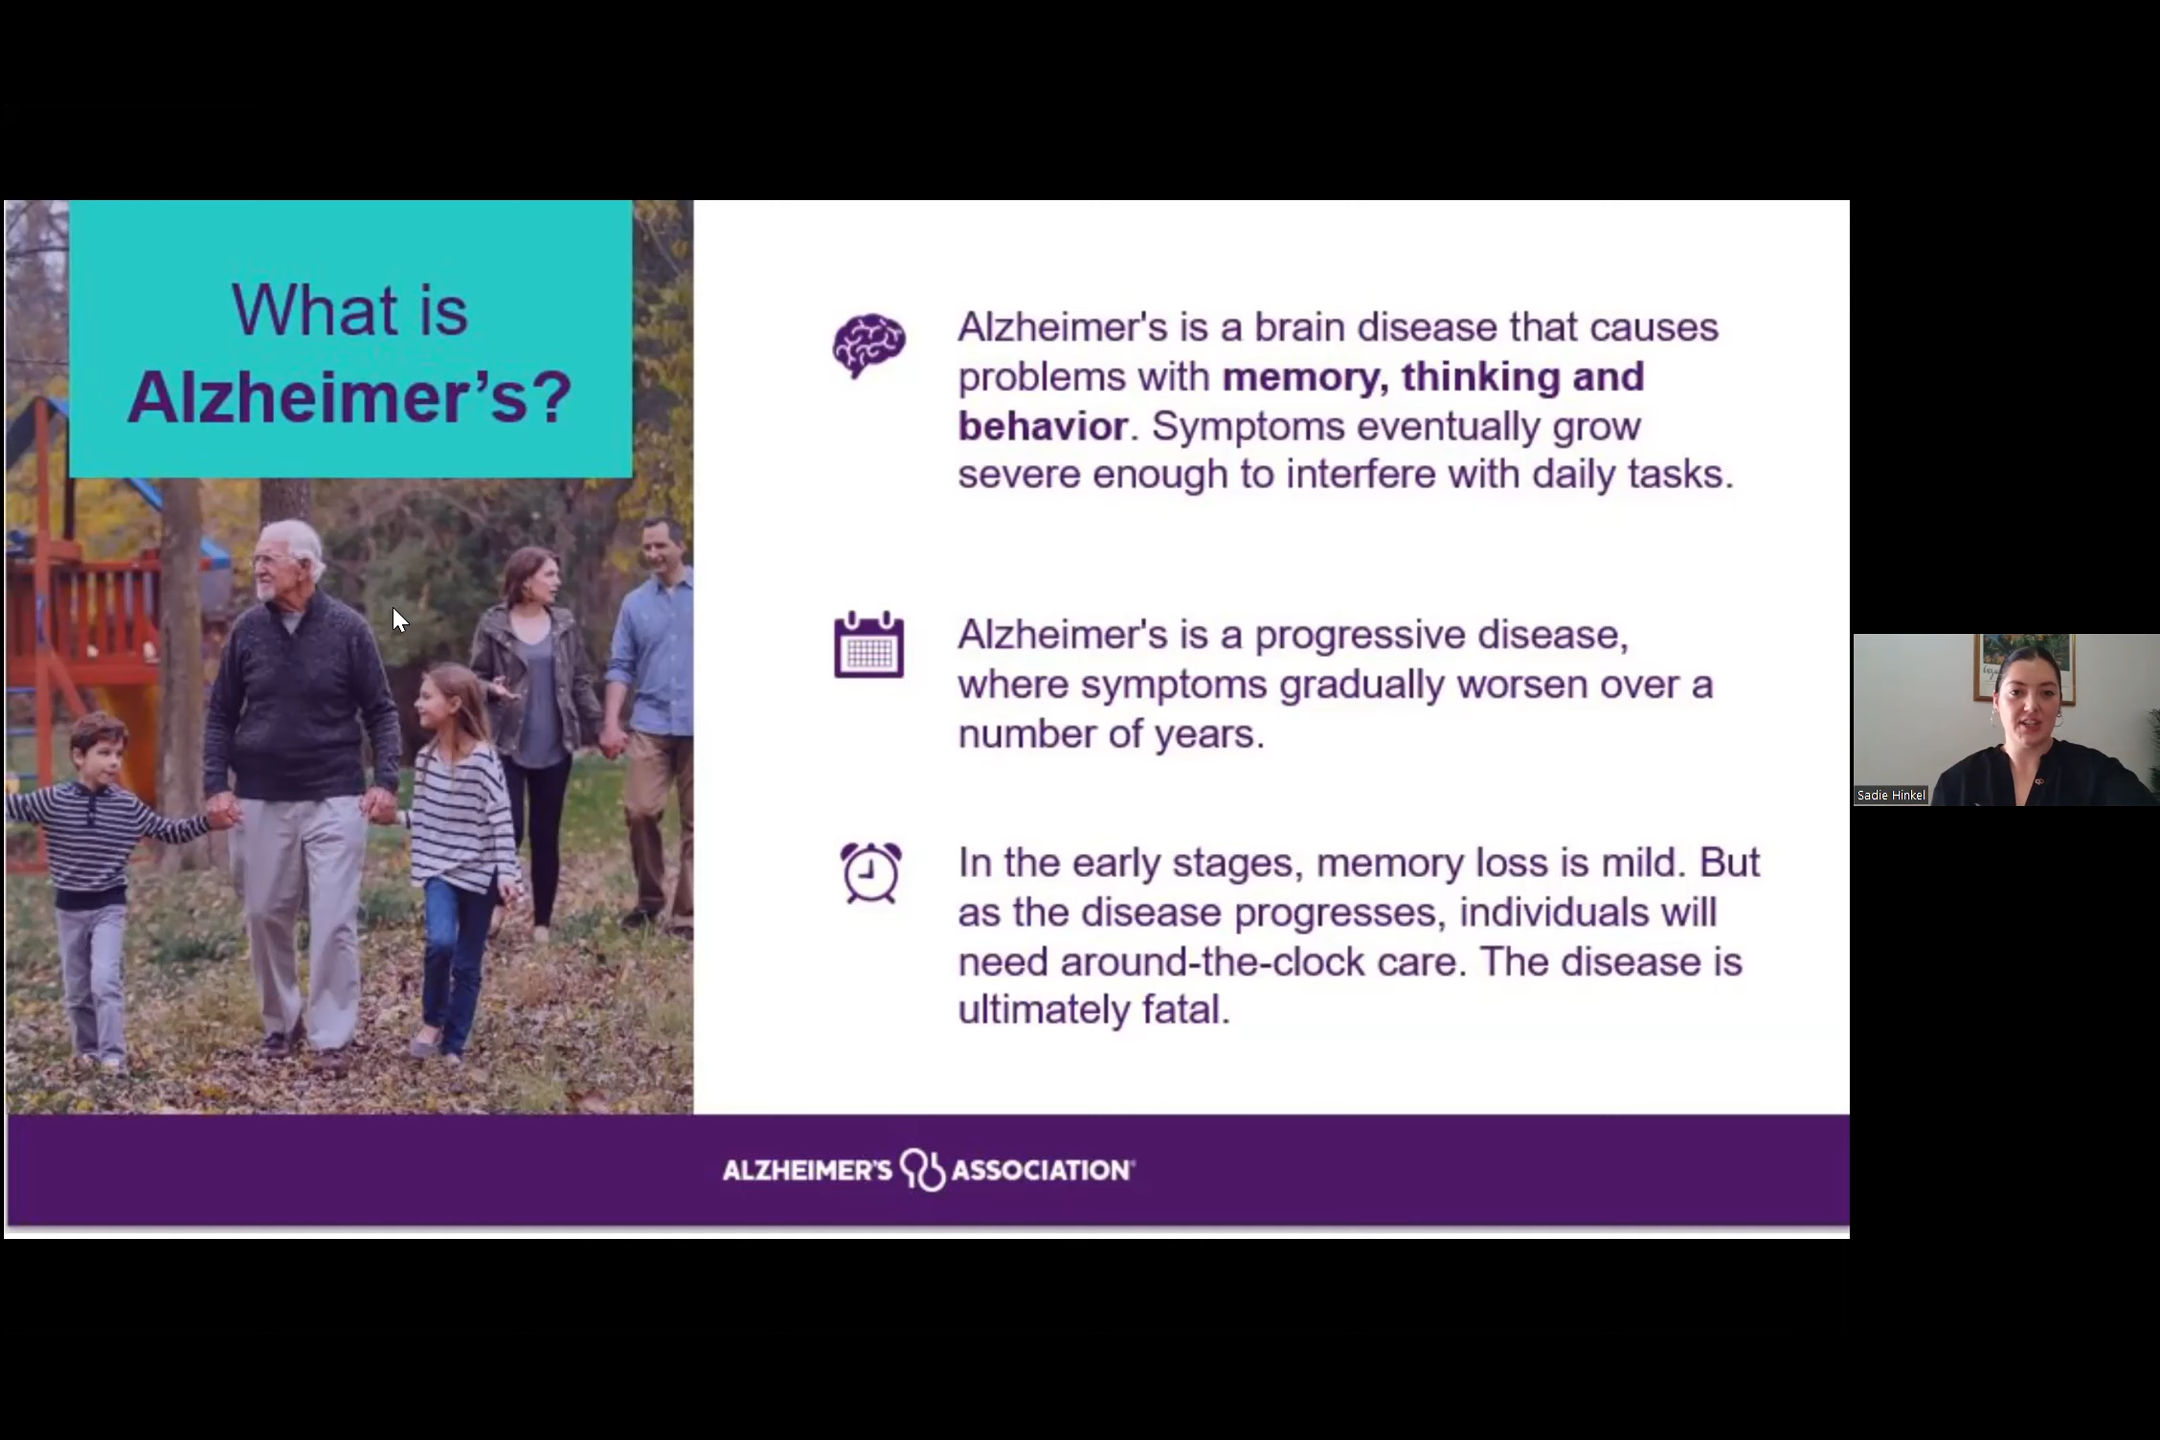 What is
Alzheimer’s?
Alzheimer's is a brain disease that causes
problems with memory, thinking and
behavior. Symptoms eventually grow
severe enough to interfere with daily tasks.
Alzheimer's is a progressive disease,
where symptoms gradually worsen over a
number of years.
In the early stages, memory loss is mild. But
as the disease progresses, individuals will
need around-the-clock care. The disease is
ultimately fatal.
ALZHEIMER'S ASSOCIATION®
Sadie Hinkel